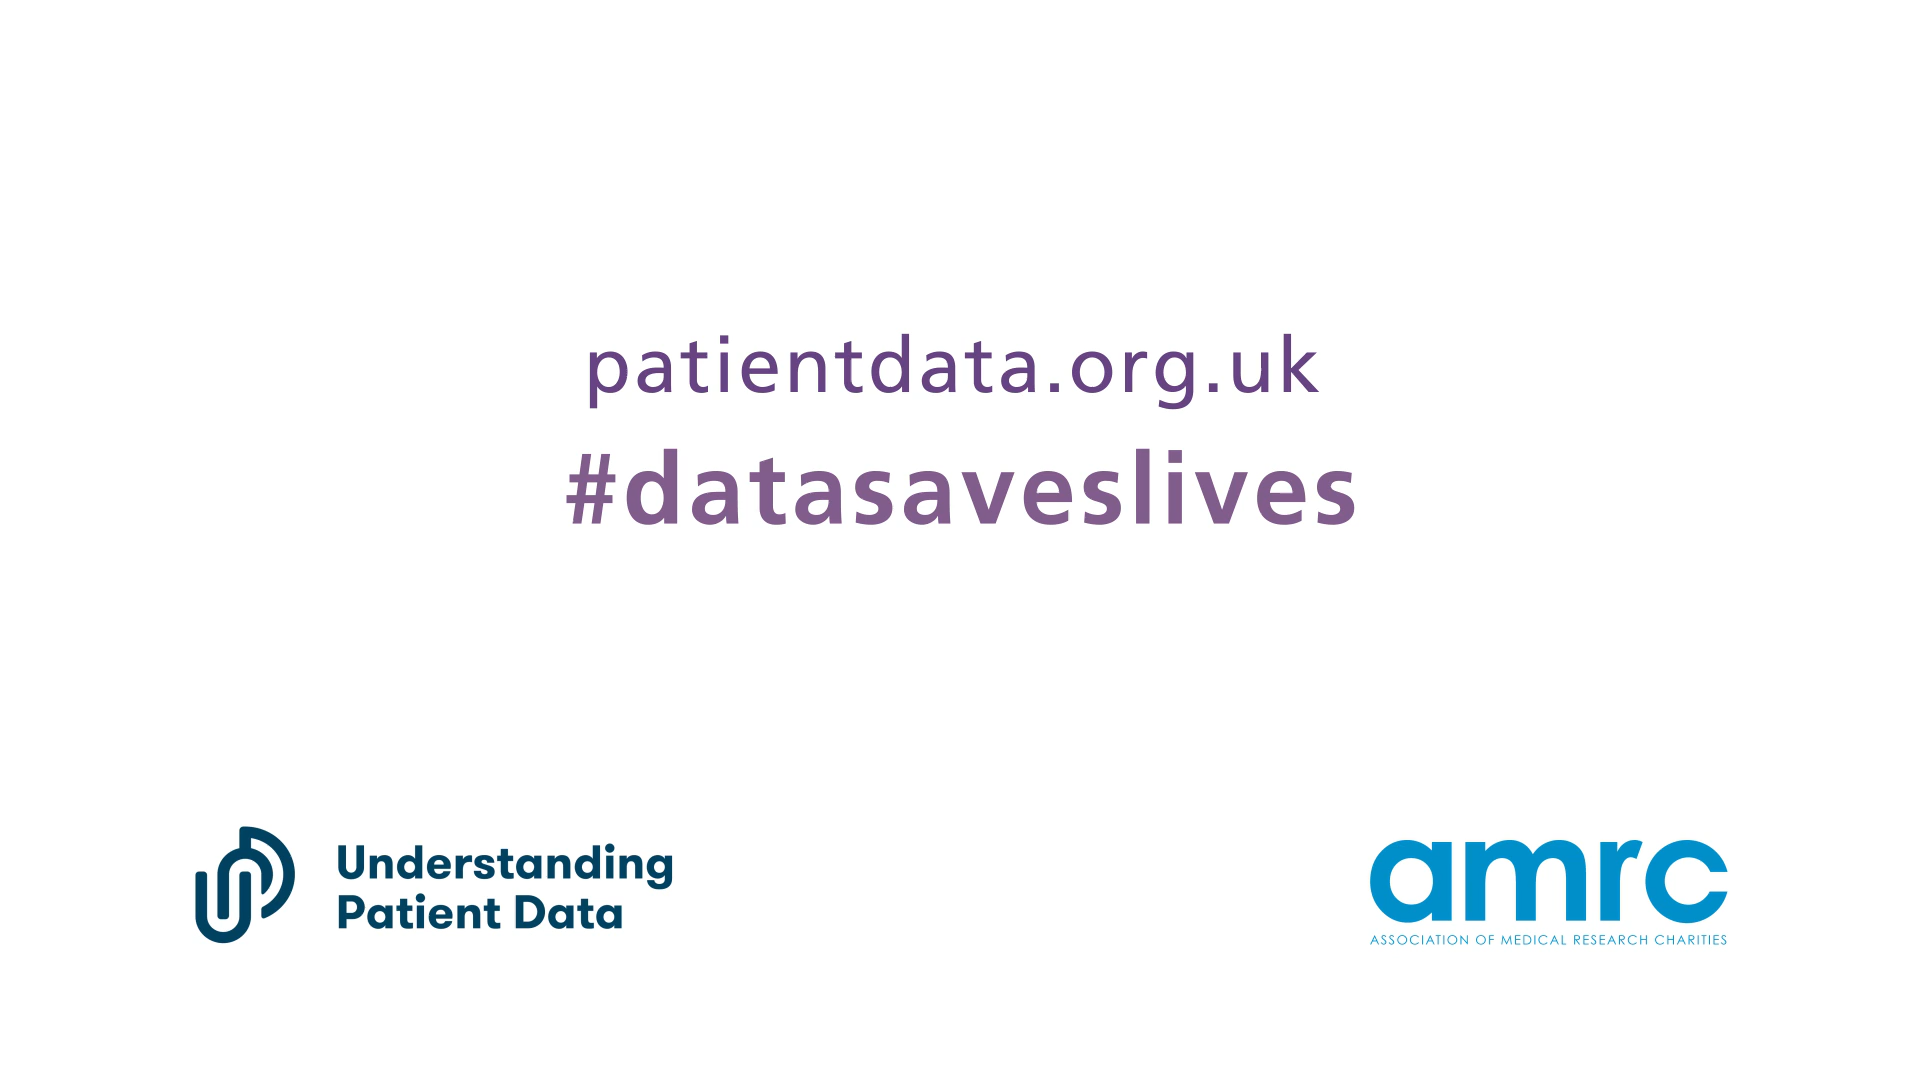 patientdata.org.uk
#datasaveslives
Understanding
Patient Data
amrc
ASSOCIATION OF MEDICAL RESEARCH CHARITIES